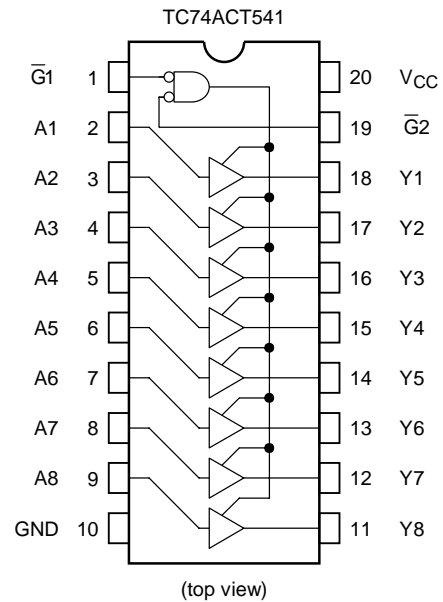 TC74ACT541
G̅1 1 20 VCC
A1 2 19 G̅2
A2 3 18 Y1
A3 4 17 Y2
A4 5 16 Y3
A5 6 15 Y4
A6 7 14 Y5
A7 8 13 Y6
A8 9 12 Y7
GND 10 11 Y8
(top view)